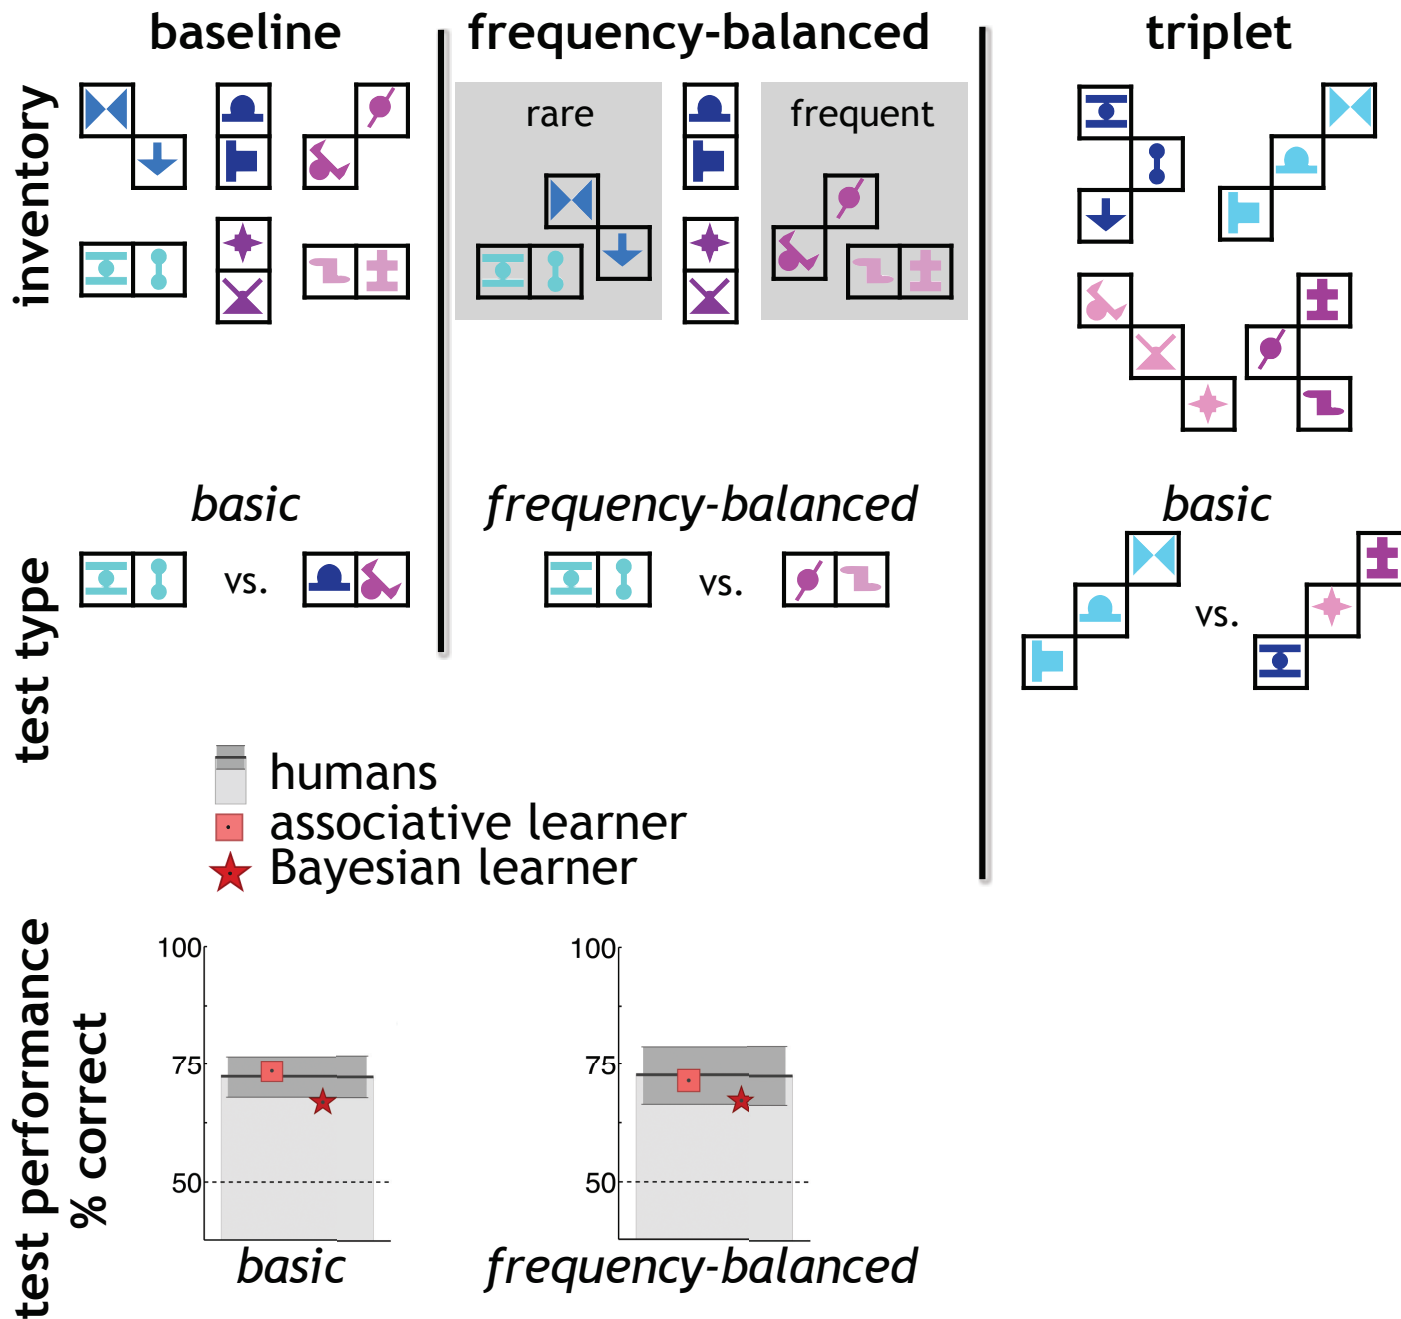 baseline
frequency-balanced
triplet
inventory
rare
frequent
test type
basic
frequency-balanced
basic
vs.
vs.
vs.
humans
associative learner
Bayesian learner
test performance
% correct
100
75
50
basic
100
75
50
frequency-balanced